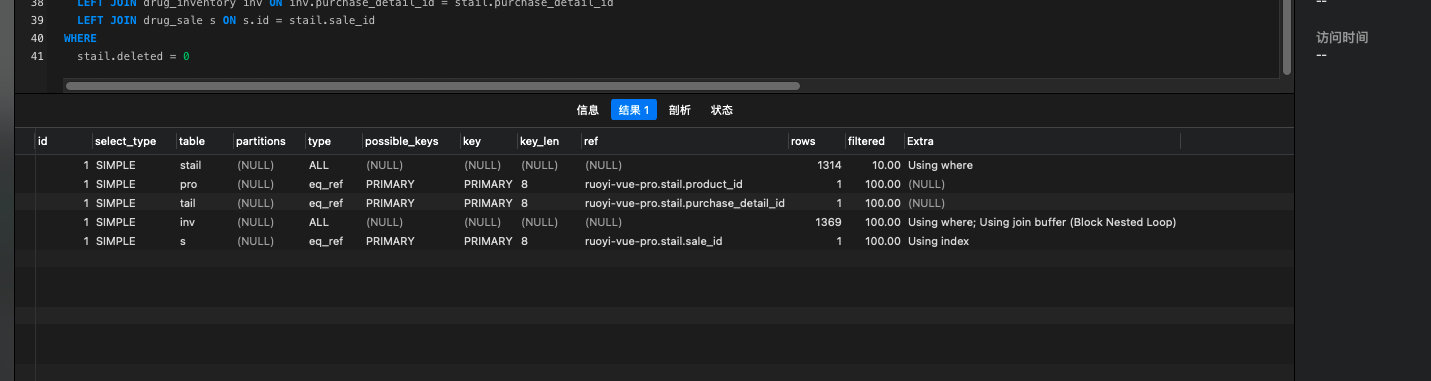 38 LEFT JOIN drug_inventory inv ON inv.purchase_detail_id = stail.purchase_detail_id
39 LEFT JOIN drug_sale s ON s.id = stail.sale_id
40 WHERE
41 stail.deleted = 0
--
访问时间
--
信息 结果 1 剖析 状态
id select_type table partitions type possible_keys key key_len ref rows filtered Extra
1 SIMPLE stail (NULL) ALL (NULL) (NULL) (NULL) (NULL) 1314 10.00 Using where
1 SIMPLE pro (NULL) eq_ref PRIMARY PRIMARY 8 ruoyi-vue-pro.stail.product_id 1 100.00 (NULL)
1 SIMPLE tail (NULL) eq_ref PRIMARY PRIMARY 8 ruoyi-vue-pro.stail.purchase_detail_id 1 100.00 (NULL)
1 SIMPLE inv (NULL) ALL (NULL) (NULL) (NULL) (NULL) 1369 100.00 Using where; Using join buffer (Block Nested Loop)
1 SIMPLE s (NULL) eq_ref PRIMARY PRIMARY 8 ruoyi-vue-pro.stail.sale_id 1 100.00 Using index